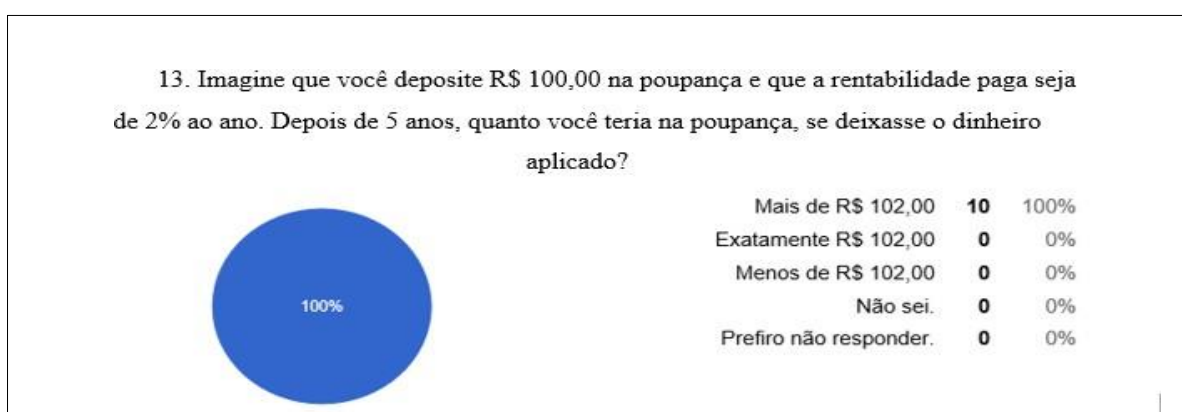 13. Imagine que você deposite R$ 100,00 na poupança e que a rentabilidade paga seja
de 2% ao ano. Depois de 5 anos, quanto você teria na poupança, se deixasse o dinheiro
aplicado?
100%
Mais de R$ 102,00 10 100%
Exatamente R$ 102,00 0 0%
Menos de R$ 102,00 0 0%
Não sei. 0 0%
Prefiro não responder. 0 0%